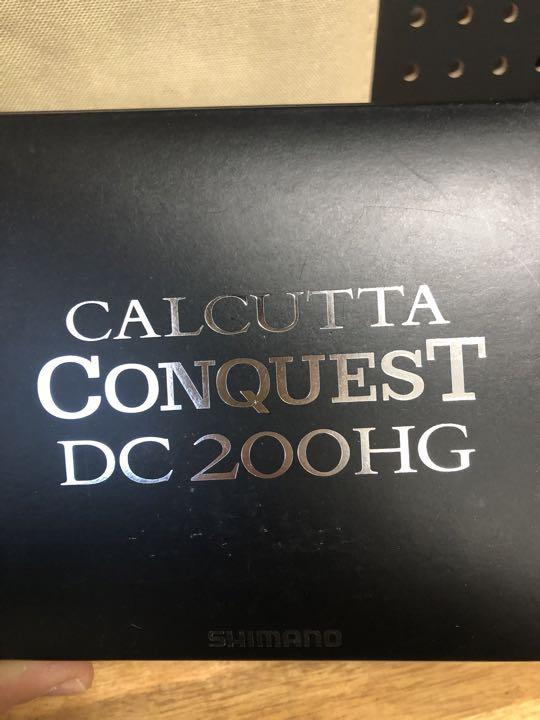 CALCUTTA
CONQUEST
DC 200HG
SHIMANO